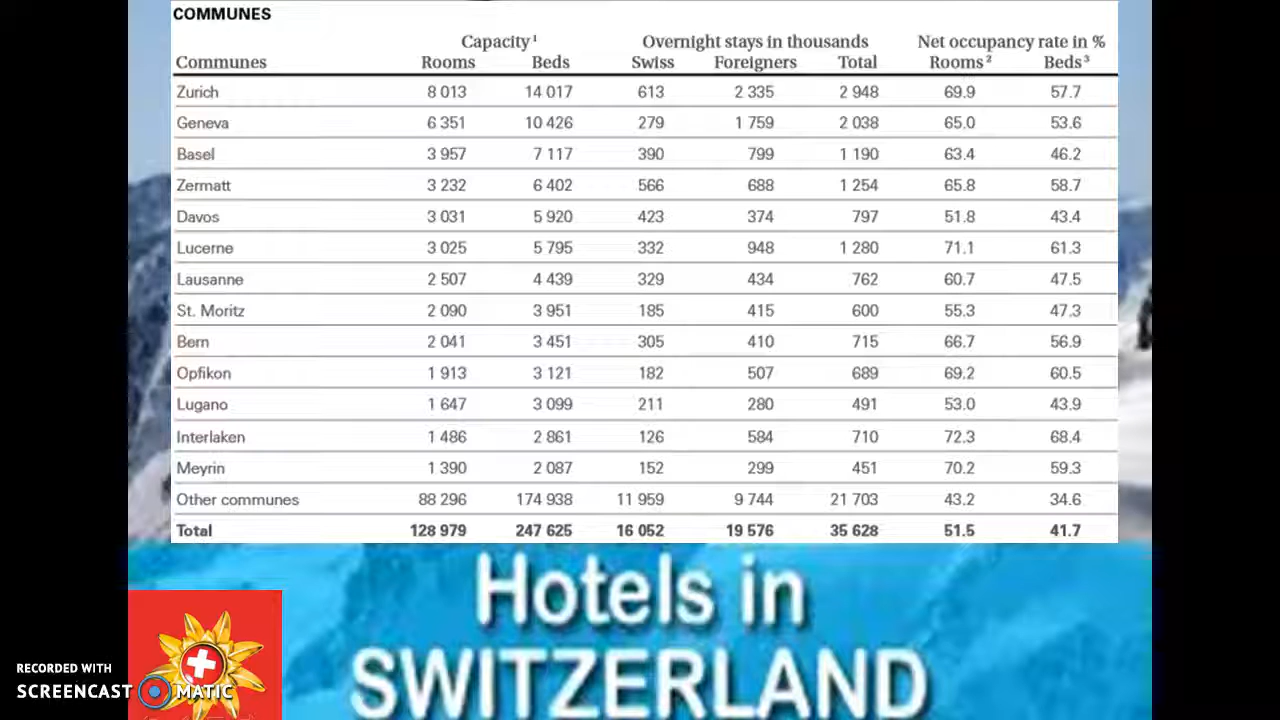 COMMUNES
Capacity ¹ Overnight stays in thousands Net occupancy rate in %
Communes Rooms Beds Swiss Foreigners Total Rooms ² Beds ³
Zurich 8 013 14 017 613 2 335 2 948 69.9 57.7
Geneva 6 351 10 426 279 1 759 2 038 65.0 53.6
Basel 3 957 7 117 390 799 1 190 63.4 46.2
Zermatt 3 232 6 402 566 688 1 254 65.8 58.7
Davos 3 031 5 920 423 374 797 51.8 43.4
Lucerne 3 025 5 795 332 948 1 280 71.1 61.3
Lausanne 2 507 4 439 329 434 762 60.7 47.5
St. Moritz 2 090 3 951 185 415 600 55.3 47.3
Bern 2 041 3 451 305 410 715 66.7 56.9
Opfikon 1 913 3 121 182 507 689 69.2 60.5
Lugano 1 647 3 099 211 280 491 53.0 43.9
Interlaken 1 486 2 861 126 584 710 72.3 68.4
Meyrin 1 390 2 087 152 299 451 70.2 59.3
Other communes 88 296 174 938 11 959 9 744 21 703 43.2 34.6
Total 128 979 247 625 16 052 19 576 35 628 51.5 41.7
Hotels in
SWITZERLAND
RECORDED WITH
SCREENCAST MATIC